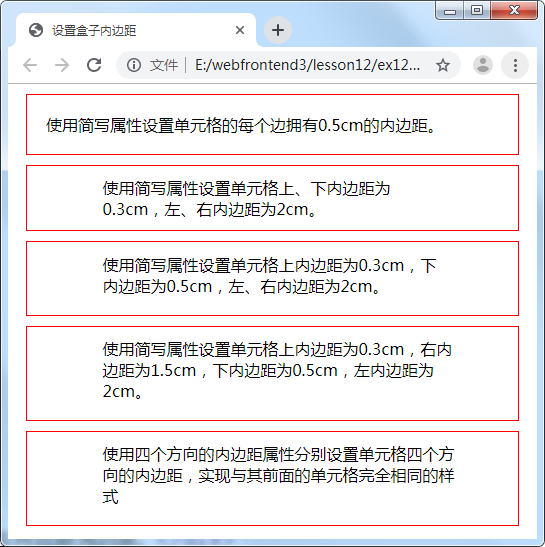 设置盒子内边距
文件 | E:/webfrontend3/lesson12/ex12...
使用简写属性设置单元格的每个边拥有0.5cm的内边距。
使用简写属性设置单元格上、下内边距为
0.3cm，左、右内边距为2cm。
使用简写属性设置单元格上内边距为0.3cm，下
内边距为0.5cm，左、右内边距为2cm。
使用简写属性设置单元格上内边距为0.3cm，右内
边距为1.5cm，下内边距为0.5cm，左内边距为
2cm。
使用四个方向的内边距属性分别设置单元格四个方
向的内边距，实现与其前面的单元格完全相同的样
式